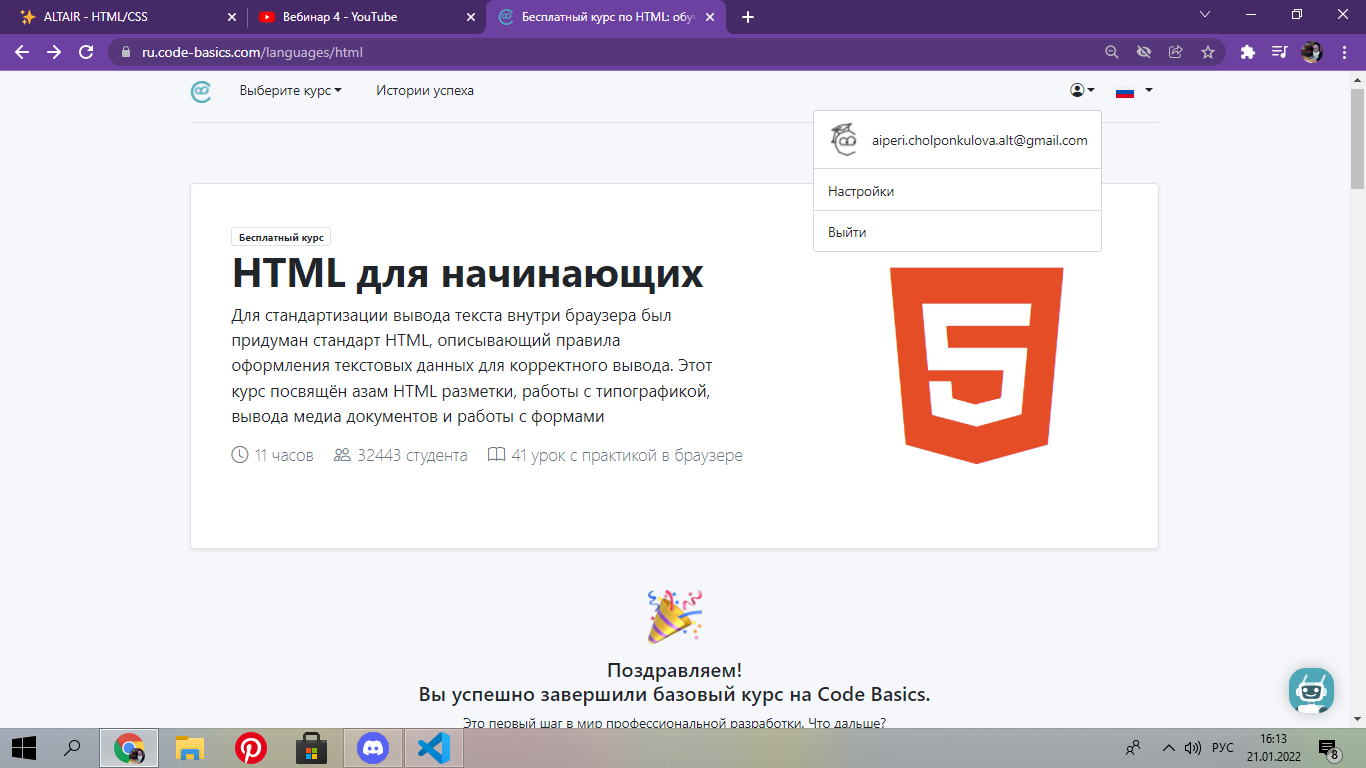 ALTAIR - HTML/CSS
Вебинар 4 - YouTube
Бесплатный курс по HTML: обу
ru.code-basics.com/languages/html
Выберите курс
Истории успеха
aiperi.cholponkulova.alt@gmail.com
Настройки
Выйти
Бесплатный курс
HTML для начинающих
Для стандартизации вывода текста внутри браузера был
придуман стандарт HTML, описывающий правила
оформления текстовых данных для корректного вывода. Этот
курс посвящён азам HTML разметки, работы с типографикой,
вывода медиа документов и работы с формами
11 часов
32443 студента
41 урок с практикой в браузере
Поздравляем!
Вы успешно завершили базовый курс на Code Basics.
Это первый шаг в мир профессиональной разработки. Что дальше?
РУС
16:13
21.01.2022
8